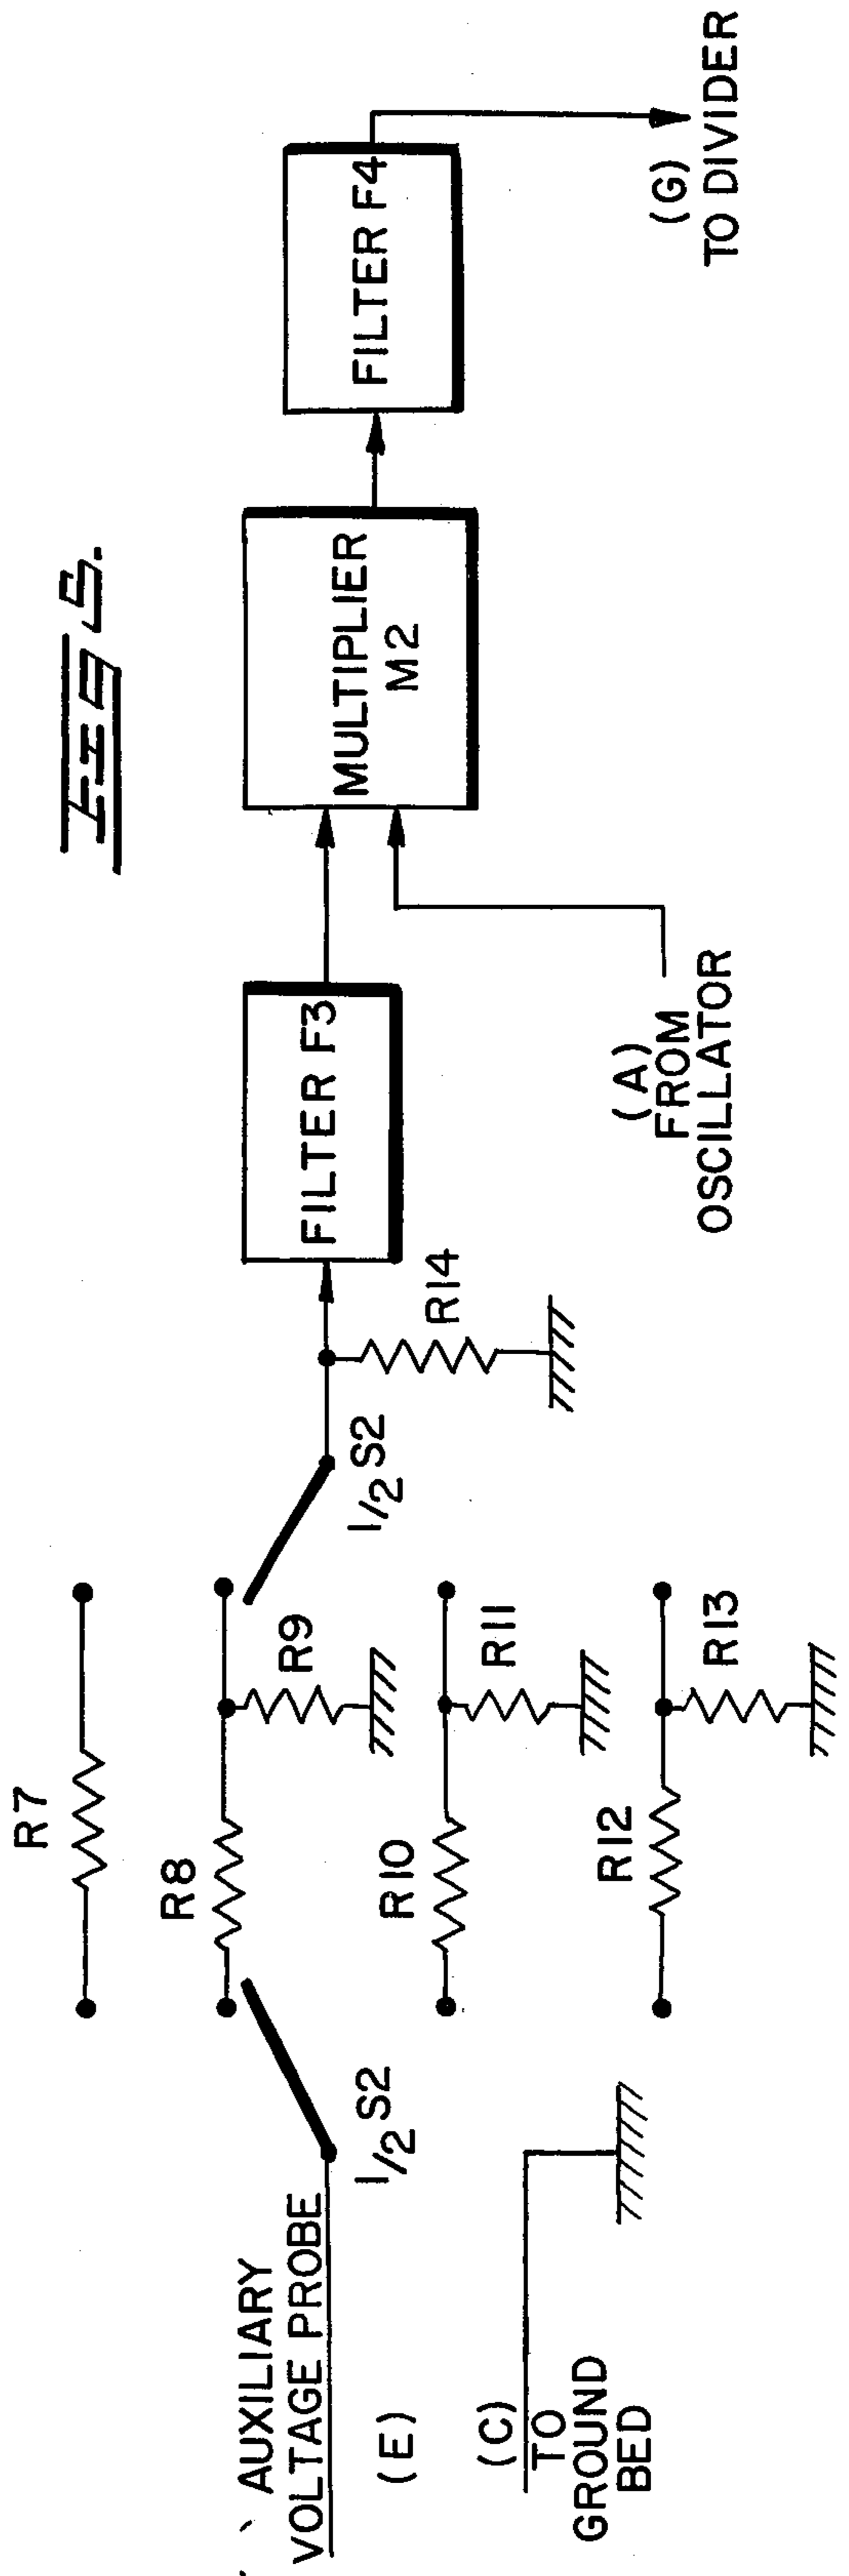 FIG 5.
AUXILIARY
VOLTAGE PROBE
(E)
(C)
TO
GROUND
BED
1/2 S2
R7
R8
R9
R10
R11
R12
R13
1/2 S2
R14
FILTER F3
(A)
FROM
OSCILLATOR
MULTIPLIER
M2
FILTER F4
(G)
TO DIVIDER